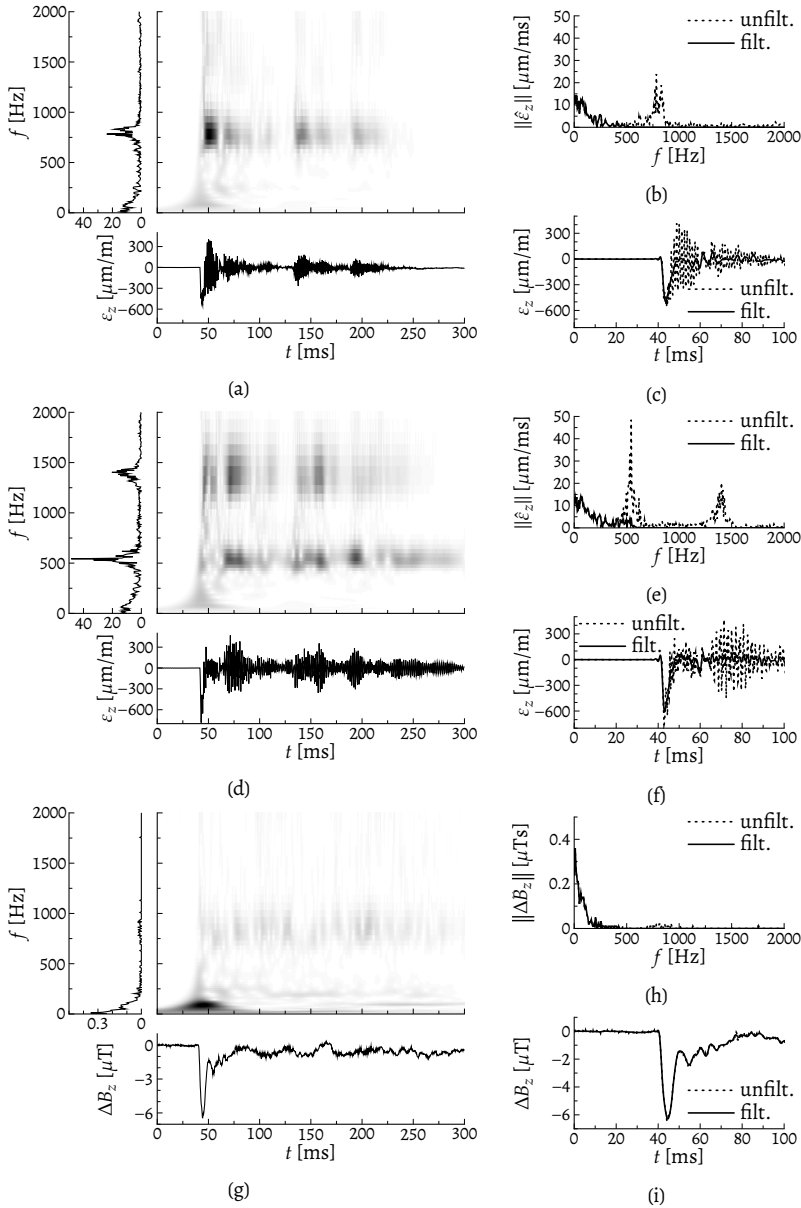 2000
1500
1000
500
0
f [Hz]
40 20 0
300
0
−300
−600
ε_z [μm/m]
0 50 100 150 200 250 300
t [ms]
(a)
50
40
30
20
10
0
||ε̂_z|| [μm/ms]
unfilt.
filt.
0 500 1000 1500 2000
f [Hz]
(b)
300
0
−300
−600
ε_z [μm/m]
unfilt.
filt.
0 20 40 60 80 100
t [ms]
(c)
2000
1500
1000
500
0
f [Hz]
40 20 0
300
0
−300
−600
ε_z [μm/m]
0 50 100 150 200 250 300
t [ms]
(d)
50
40
30
20
10
0
||ε̂_z|| [μm/ms]
unfilt.
filt.
0 500 1000 1500 2000
f [Hz]
(e)
300
0
−300
−600
ε_z [μm/m]
unfilt.
filt.
0 20 40 60 80 100
t [ms]
(f)
2000
1500
1000
500
0
f [Hz]
0.3 0
0
−3
−6
ΔB_z [μT]
0 50 100 150 200 250 300
t [ms]
(g)
0.4
0.2
0
||ΔB_z|| [μTs]
unfilt.
filt.
0 500 1000 1500 2000
f [Hz]
(h)
0
−2
−4
−6
ΔB_z [μT]
unfilt.
filt.
0 20 40 60 80 100
t [ms]
(i)